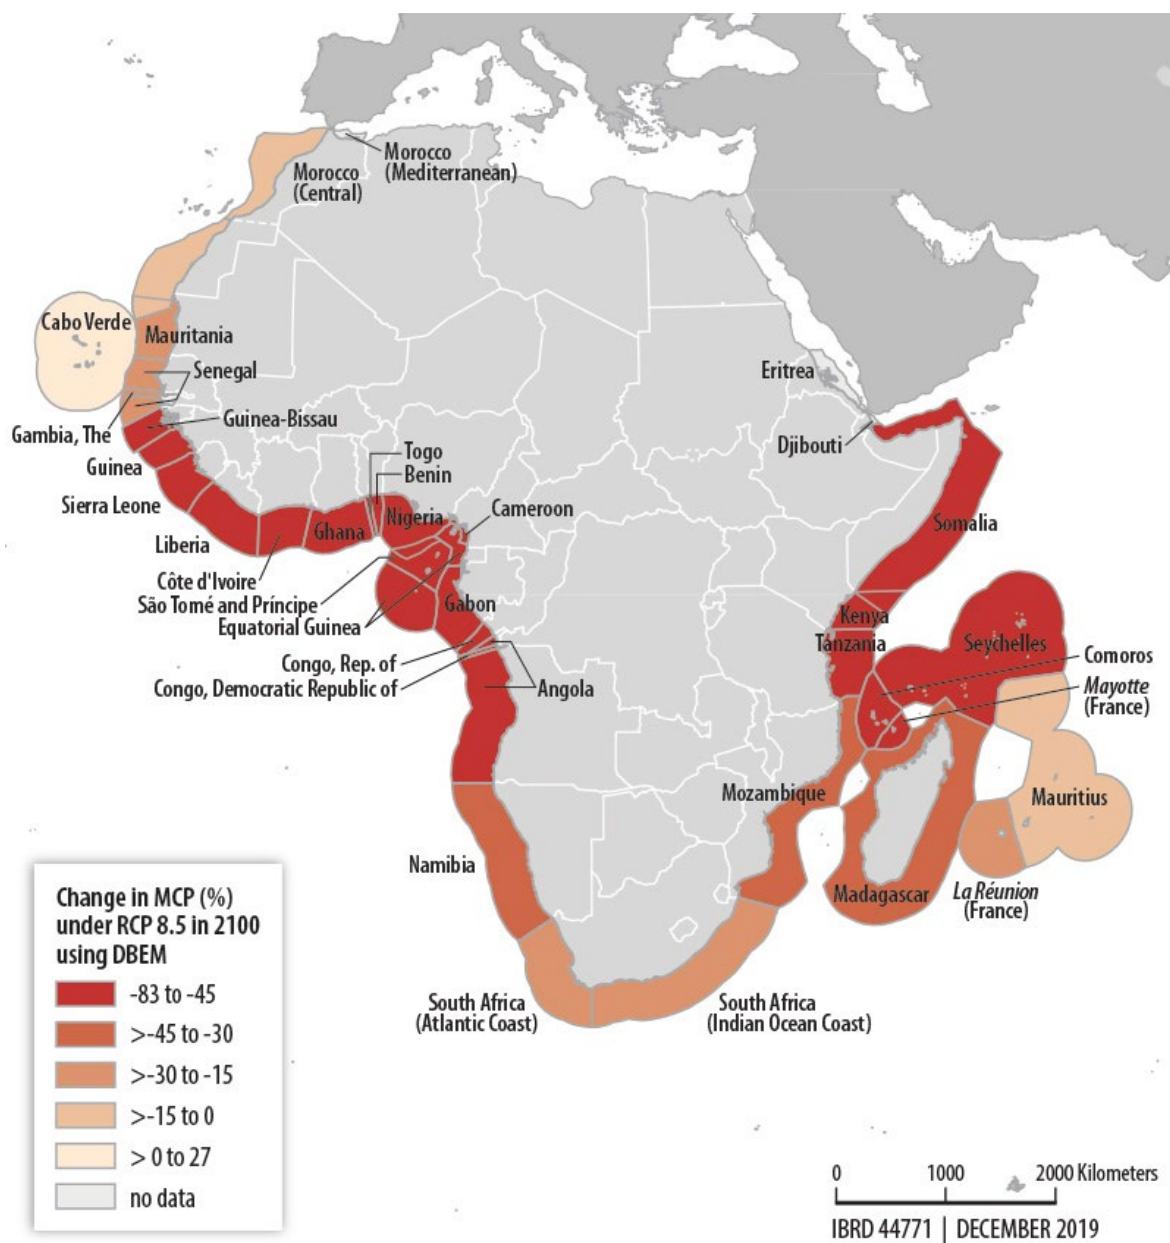 Morocco
(Mediterranean)
Morocco
(Central)
Cabo Verde
Mauritania
Senegal
Gambia, The
Guinea-Bissau
Guinea
Sierra Leone
Liberia
Côte d'Ivoire
Ghana
Togo
Benin
Nigeria
Cameroon
São Tomé and Príncipe
Equatorial Guinea
Gabon
Congo, Rep. of
Congo, Democratic Republic of
Angola
Namibia
South Africa
(Atlantic Coast)
South Africa
(Indian Ocean Coast)
Eritrea
Djibouti
Somalia
Kenya
Tanzania
Seychelles
Comoros
Mayotte
(France)
Mozambique
Madagascar
Mauritius
La Réunion
(France)
Change in MCP (%)
under RCP 8.5 in 2100
using DBEM
-83 to -45
>-45 to -30
>-30 to -15
>-15 to 0
> 0 to 27
no data
0 1000 2000 Kilometers
IBRD 44771 | DECEMBER 2019